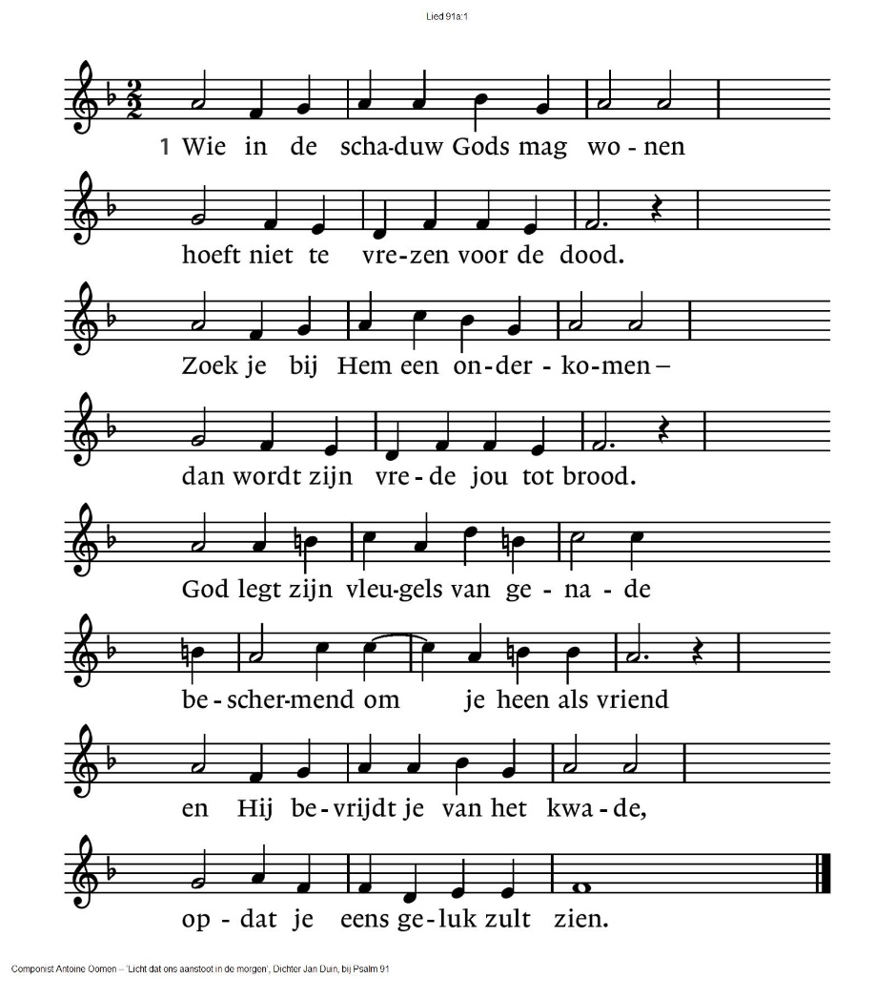 Lied 91a:1
1 Wie in de scha-duw Gods mag wo - nen
hoeft niet te vre-zen voor de dood.
Zoek je bij Hem een on-der - ko-men –
dan wordt zijn vre - de jou tot brood.
God legt zijn vleu-gels van ge - na - de
be - scher-mend om je heen als vriend
en Hij be - vrijdt je van het kwa - de,
op - dat je eens ge - luk zult zien.
Componist Antoine Oomen – 'Licht dat ons aanstoot in de morgen', Dichter Jan Duin, bij Psalm 91